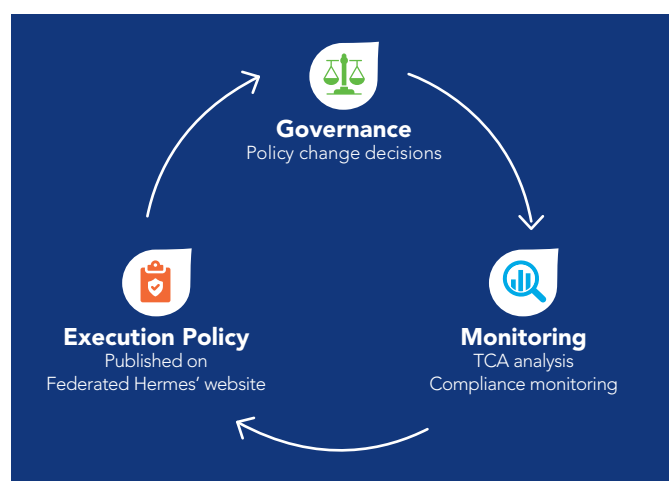 Governance
Policy change decisions
Execution Policy
Published on
Federated Hermes’ website
Monitoring
TCA analysis
Compliance monitoring